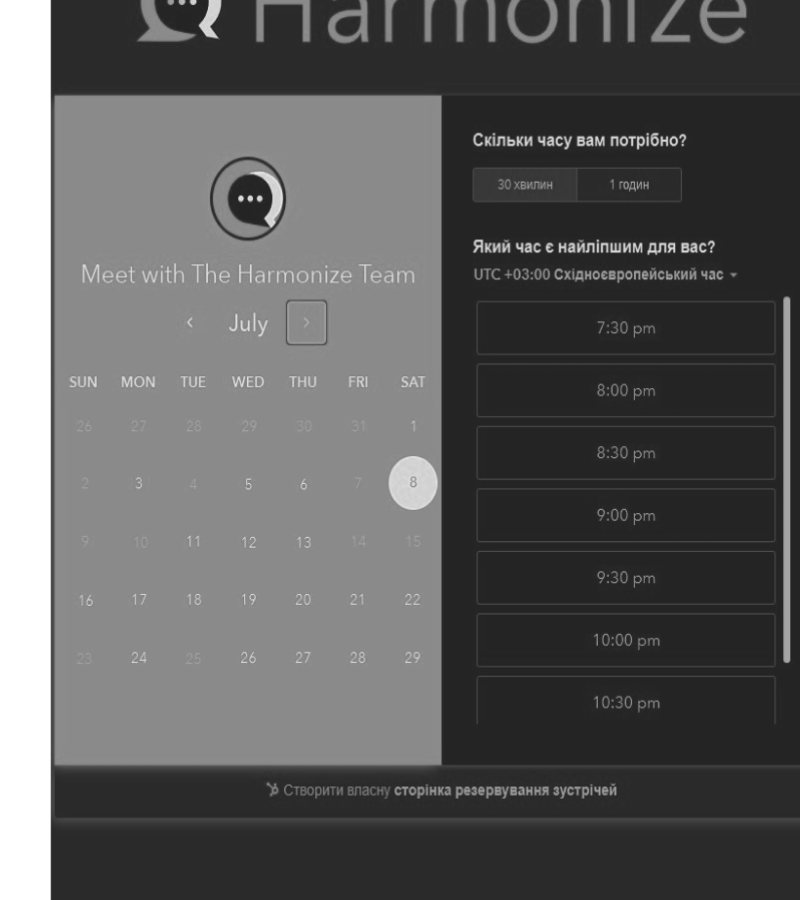 Harmonize
Meet with The Harmonize Team
July
SUN MON TUE WED THU FRI SAT
26 27 28 29 30 31 1
2 3 4 5 6 7 8
9 10 11 12 13 14 15
16 17 18 19 20 21 22
23 24 25 26 27 28 29
Скільки часу вам потрібно?
30 хвилин 1 годин
Який час є найліпшим для вас?
UTC +03:00 Східноєвропейський час
7:30 pm
8:00 pm
8:30 pm
9:00 pm
9:30 pm
10:00 pm
10:30 pm
Створити власну сторінка резервування зустрічей